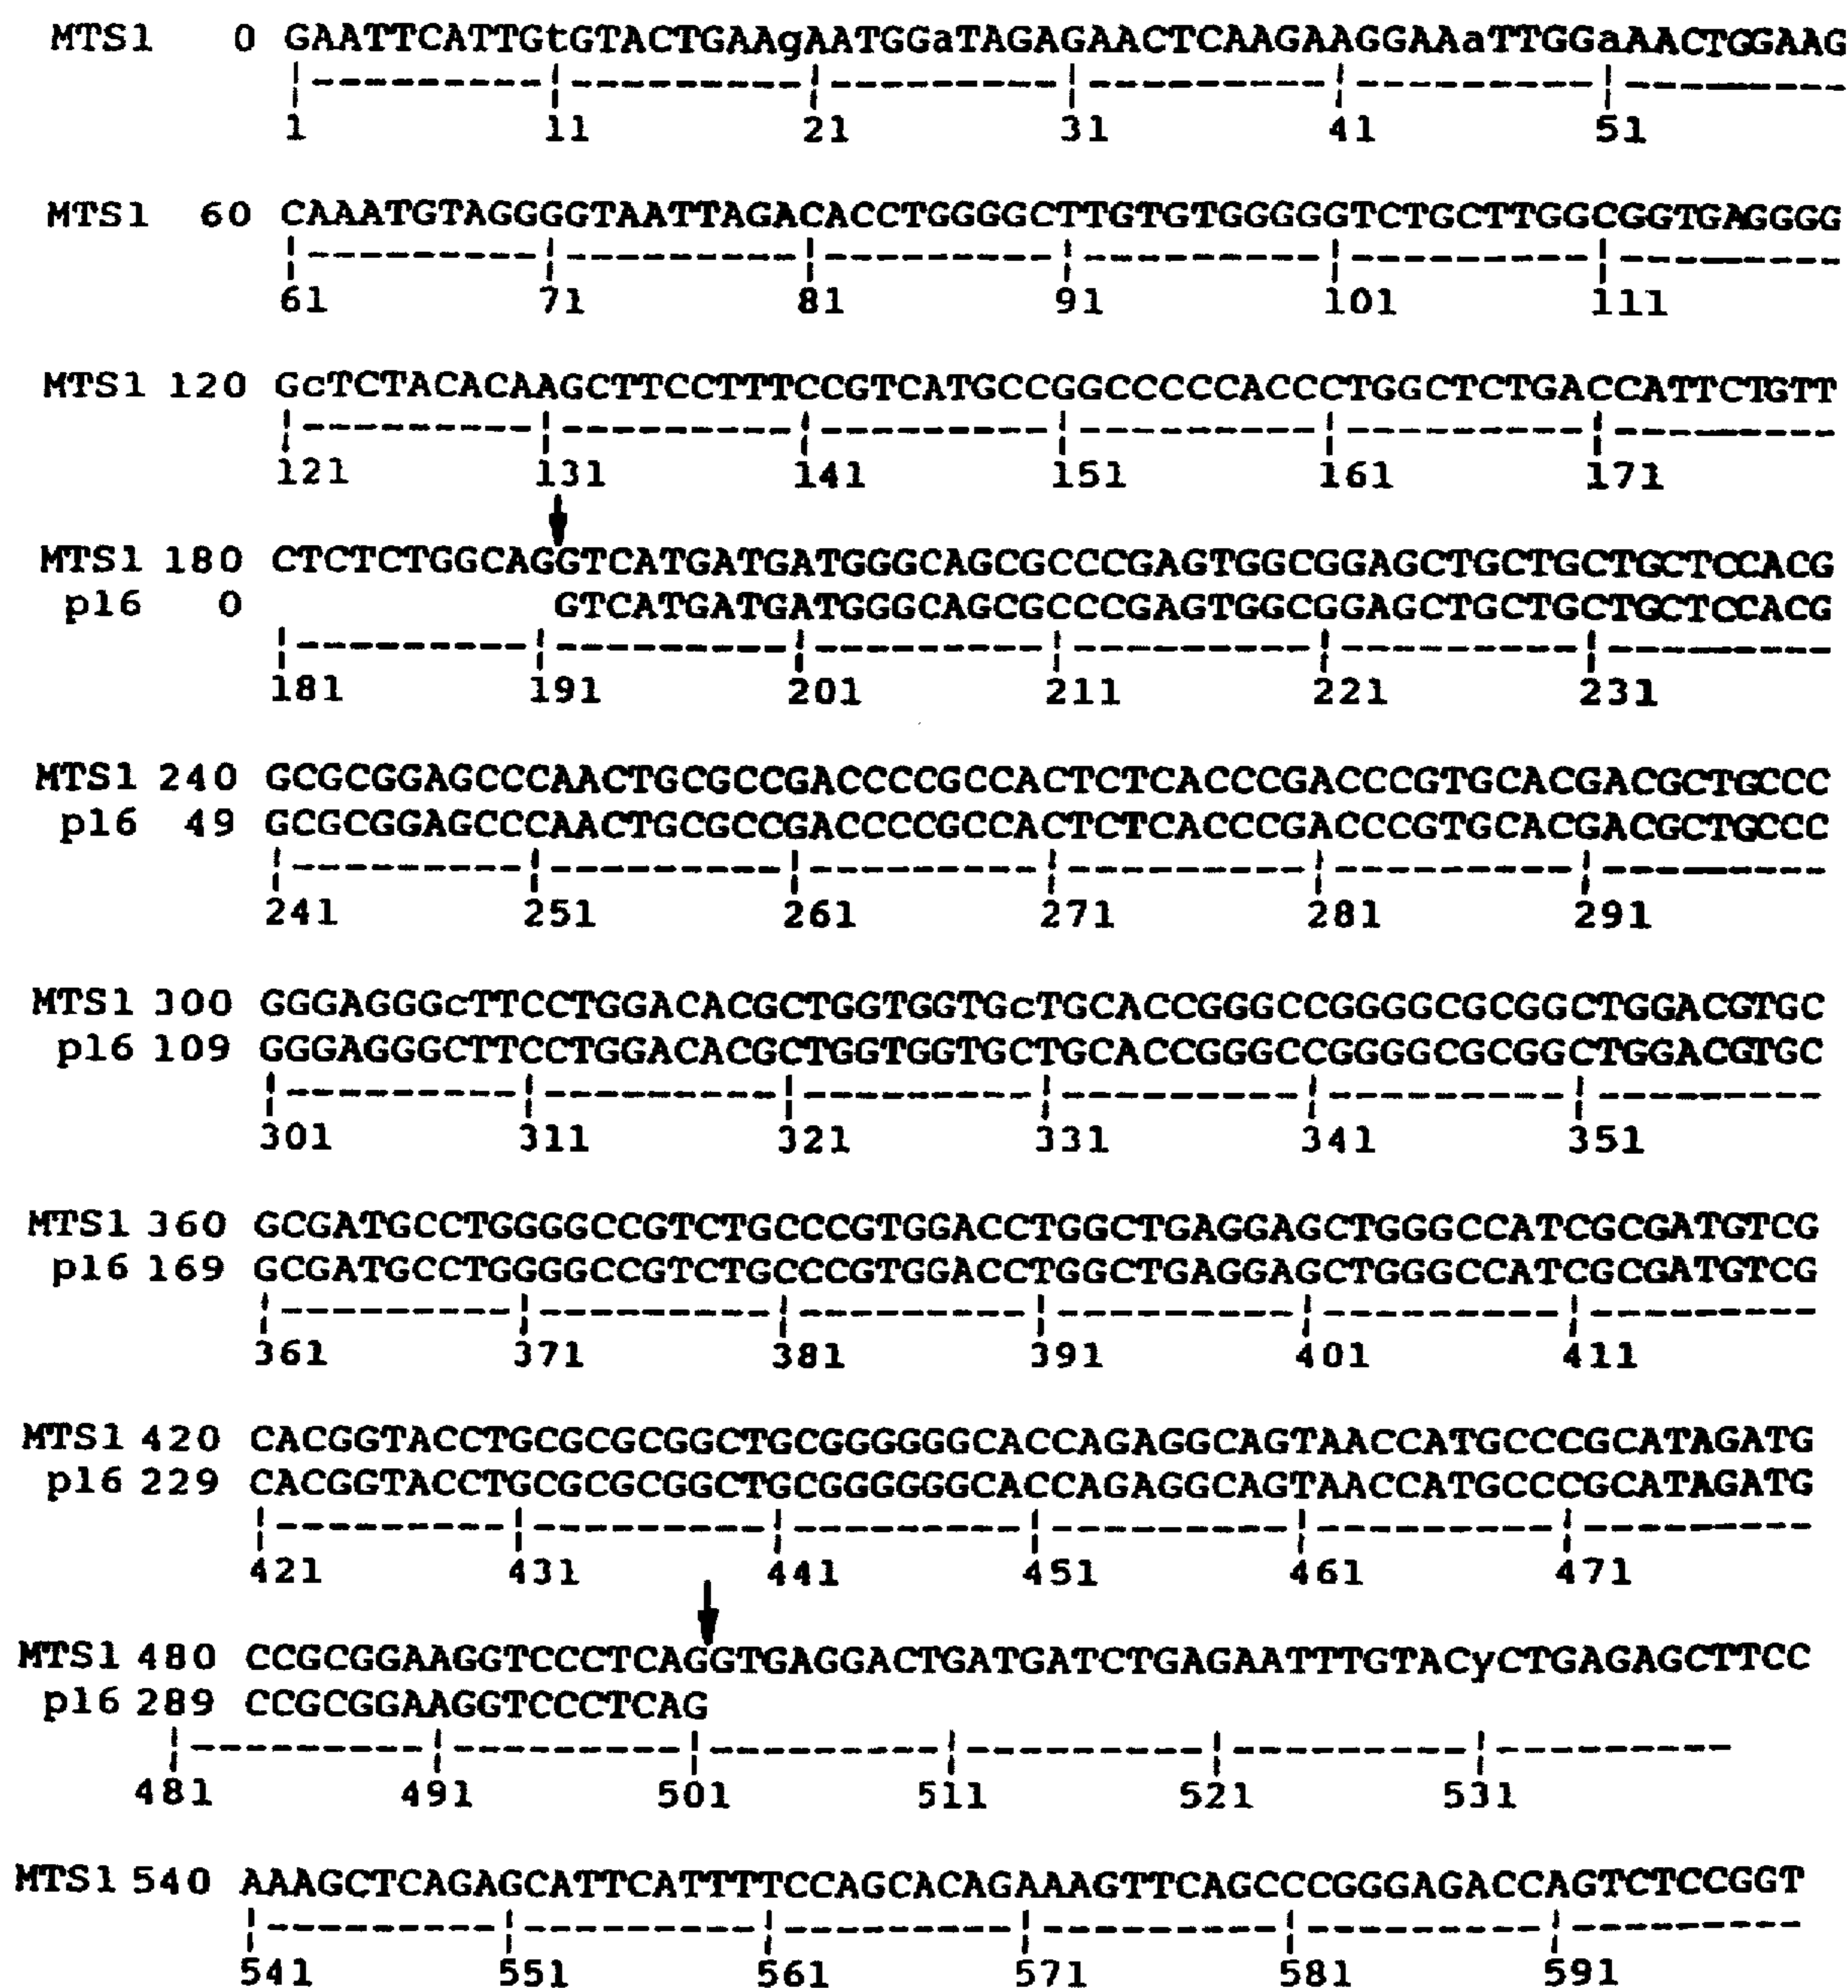 MTS1 0 GAATTCATTGtGTACTGAAgAATGGaTAGAGAACTCAAGAAGGAAaTTGGaAACTGGAAG
1 11 21 31 41 51
MTS1 60 CAAATGTAGGGGTAATTAGACACCTGGGGCTTGTGTGGGGGTCTGCTTGGCGGTGAGGGG
61 71 81 91 101 111
MTS1 120 GcTCTACACAAGCTTCCTTTCCGTCATGCCGGCCCCCACCCTGGCTCTGACCATTCTGTT
121 131 141 151 161 171
MTS1 180 CTCTCTGGCAGGTCATGATGATGGGCAGCGCCCGAGTGGCGGAGCTGCTGCTGCTCCACG
p16 0 GTCATGATGATGGGCAGCGCCCGAGTGGCGGAGCTGCTGCTGCTCCACG
181 191 201 211 221 231
MTS1 240 GCGCGGAGCCCAACTGCGCCGACCCCGCCACTCTCACCCGACCCGTGCACGACGCTGCCC
p16 49 GCGCGGAGCCCAACTGCGCCGACCCCGCCACTCTCACCCGACCCGTGCACGACGCTGCCC
241 251 261 271 281 291
MTS1 300 GGGAGGGcTTCCTGGACACGCTGGTGGTGcTGCACCGGGCCGGGGCGCGGCTGGACGTGC
p16 109 GGGAGGGCTTCCTGGACACGCTGGTGGTGCTGCACCGGGCCGGGGCGCGGCTGGACGTGC
301 311 321 331 341 351
MTS1 360 GCGATGCCTGGGGCCGTCTGCCCGTGGACCTGGCTGAGGAGCTGGGCCATCGCGATGTCG
p16 169 GCGATGCCTGGGGCCGTCTGCCCGTGGACCTGGCTGAGGAGCTGGGCCATCGCGATGTCG
361 371 381 391 401 411
MTS1 420 CACGGTACCTGCGCGCGGCTGCGGGGGGCACCAGAGGCAGTAACCATGCCCGCATAGATG
p16 229 CACGGTACCTGCGCGCGGCTGCGGGGGGCACCAGAGGCAGTAACCATGCCCGCATAGATG
421 431 441 451 461 471
MTS1 480 CCGCGGAAGGTCCCTCAGGTGAGGACTGATGATCTGAGAATTTGTACyCTGAGAGCTTCC
p16 289 CCGCGGAAGGTCCCTCAG
481 491 501 511 521 531
MTS1 540 AAAGCTCAGAGCATTCATTTTCCAGCACAGAAAGTTCAGCCCGGGAGACCAGTCTCCGGT
541 551 561 571 581 591